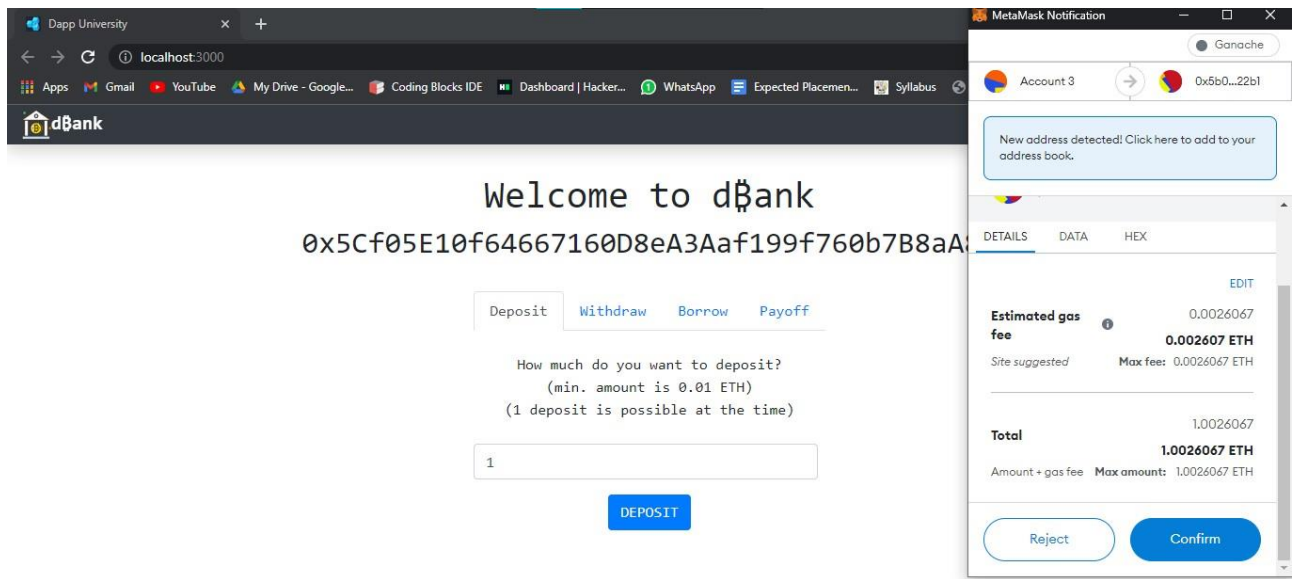 Dapp University
localhost:3000
Apps Gmail YouTube My Drive - Google... Coding Blocks IDE Dashboard | Hacker... WhatsApp Expected Placemen... Syllabus
dɃank
Welcome to dɃank
0x5Cf05E10f64667160D8eA3Aaf199f760b7B8aA
Deposit Withdraw Borrow Payoff
How much do you want to deposit?
(min. amount is 0.01 ETH)
(1 deposit is possible at the time)
1
DEPOSIT
MetaMask Notification
Ganache
Account 3 0x5b0...22b1
New address detected! Click here to add to your
address book.
DETAILS DATA HEX
EDIT
Estimated gas
fee
0.0026067
0.002607 ETH
Site suggested Max fee: 0.0026067 ETH
Total
1.0026067
1.0026067 ETH
Amount + gas fee Max amount: 1.0026067 ETH
Reject Confirm